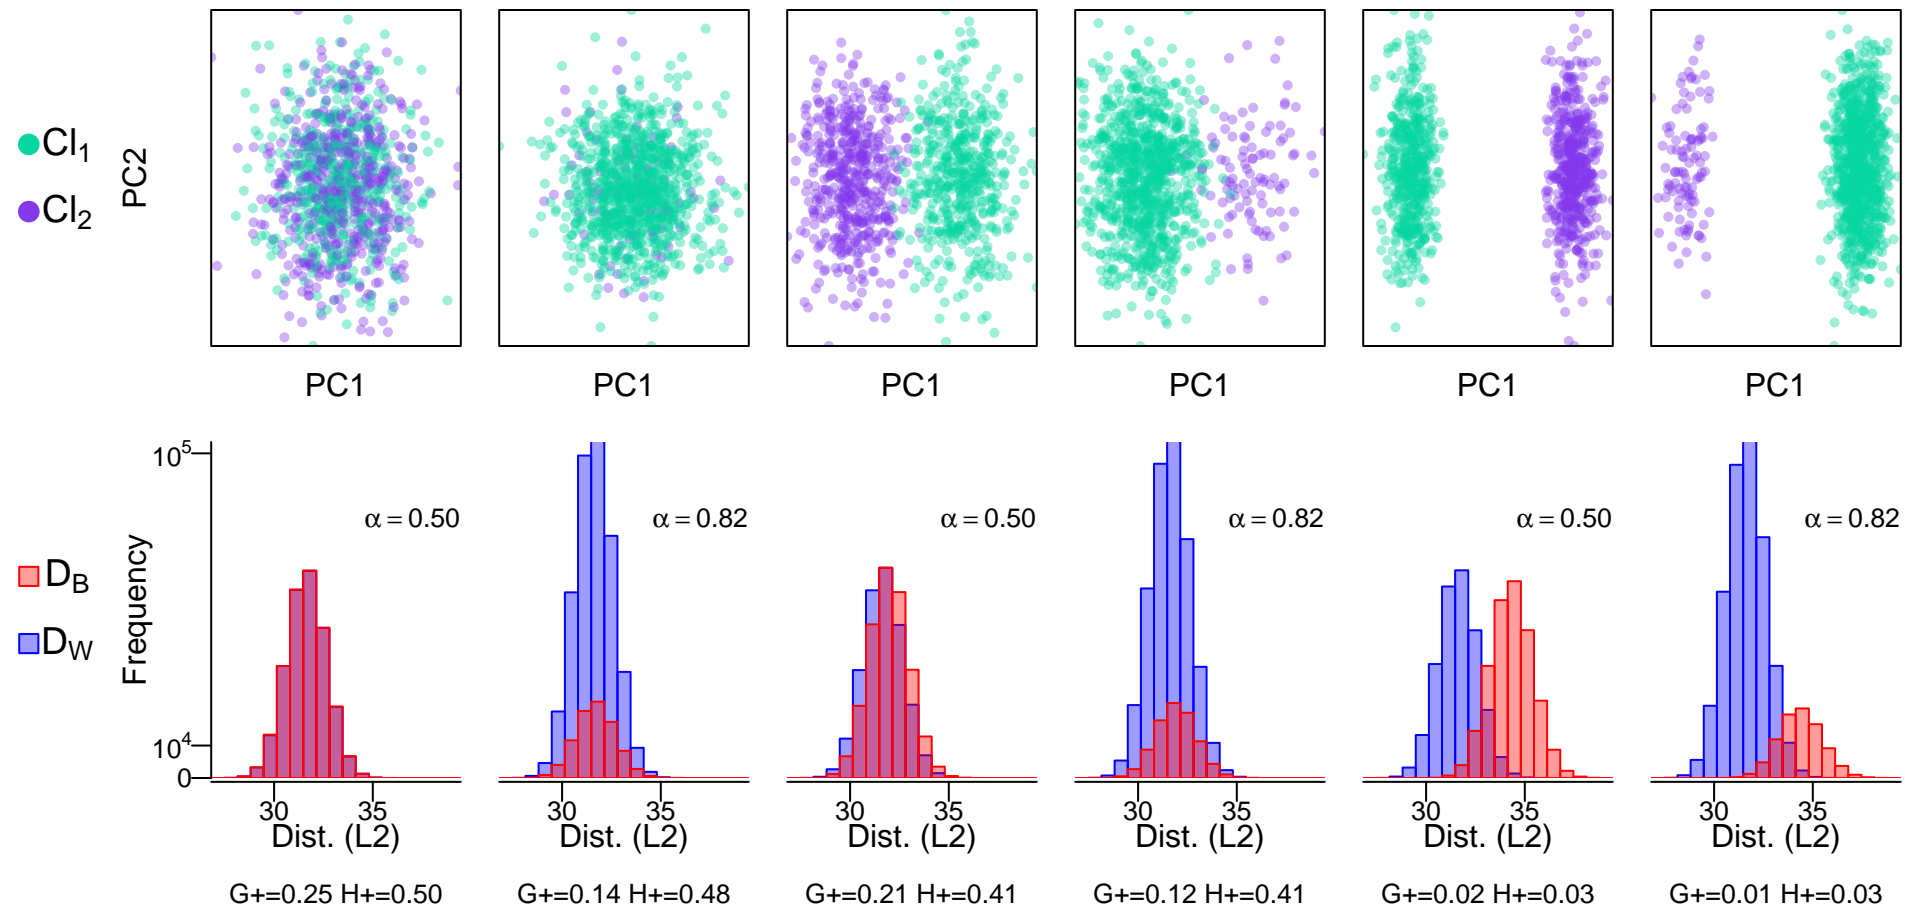 Cl1
Cl2
PC2
PC1 PC1 PC1 PC1 PC1 PC1
DB
DW
Frequency
10^5
10^4
0
α = 0.50 α = 0.82 α = 0.50 α = 0.82 α = 0.50 α = 0.82
30 35 30 35 30 35 30 35 30 35 30 35
Dist. (L2) Dist. (L2) Dist. (L2) Dist. (L2) Dist. (L2) Dist. (L2)
G+=0.25 H+=0.50 G+=0.14 H+=0.48 G+=0.21 H+=0.41 G+=0.12 H+=0.41 G+=0.02 H+=0.03 G+=0.01 H+=0.03